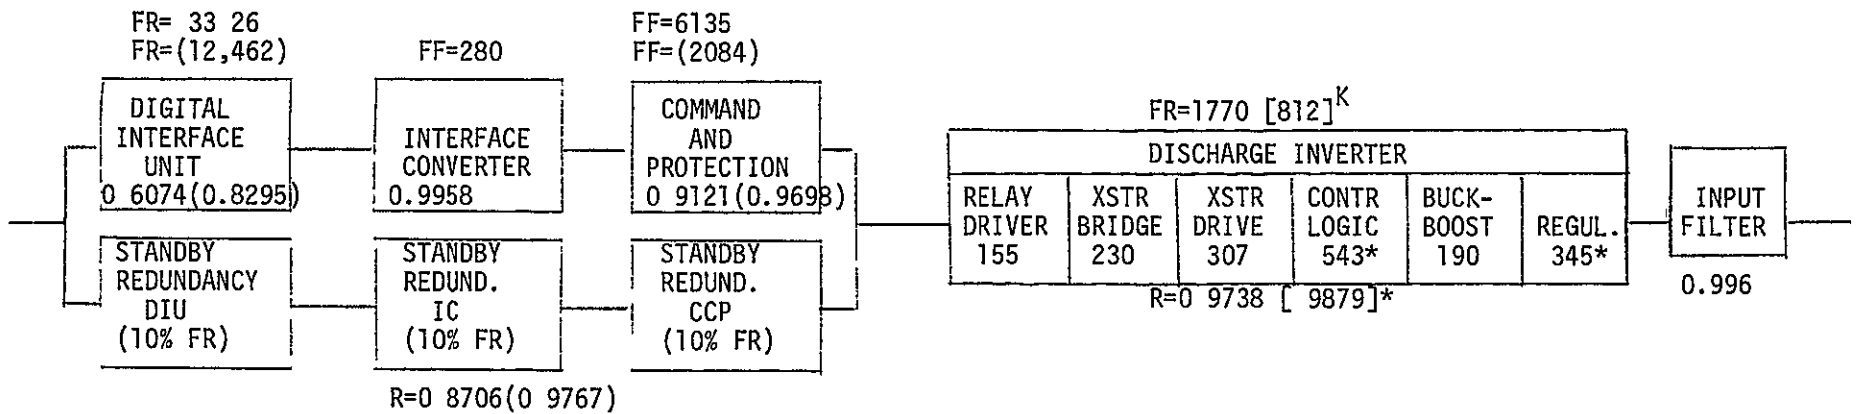 FR= 33 26
FR=(12,462)
FF=280
FF=6135
FF=(2084)
DIGITAL
INTERFACE
UNIT
0 6074(0.8295)
INTERFACE
CONVERTER
0.9958
COMMAND
AND
PROTECTION
0 9121(0.9698)
STANDBY
REDUNDANCY
DIU
(10% FR)
STANDBY
REDUND.
IC
(10% FR)
STANDBY
REDUND.
CCP
(10% FR)
R=0 8706(0 9767)
FR=1770 [812]K
DISCHARGE INVERTER
RELAY
DRIVER
155
XSTR
BRIDGE
230
XSTR
DRIVE
307
CONTR
LOGIC
543*
BUCK-
BOOST
190
REGUL.
345*
R=0 9738 [ 9879]*
INPUT
FILTER
0.996